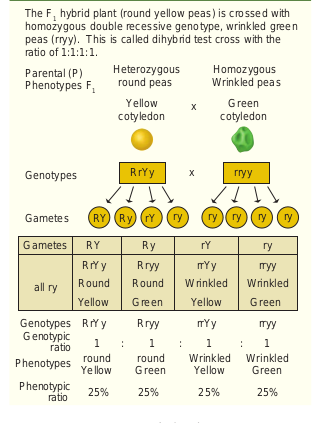 The F1 hybrid plant (round yellow peas) is crossed with
homozygous double recessive genotype, wrinkled green
peas (rryy). This is called dihybrid test cross with the
ratio of 1:1:1:1.
Parental (P) Heterozygous Homozygous
Phenotypes F1 round peas Wrinkled peas
Yellow x Green
cotyledon cotyledon
Genotypes RrYy x rryy
Gametes RY Ry rY ry ry ry ry ry
Gametes RY Ry rY ry
all ry RrYy Rryy rrYy rryy
Round Round Wrinkled Wrinkled
Yellow Green Yellow Green
Genotypes RrYy Rryy rrYy rryy
Genotypic ratio 1 : 1 : 1 : 1
Phenotypes round round Wrinkled Wrinkled
Yellow Green Yellow Green
Phenotypic ratio 25% 25% 25% 25%